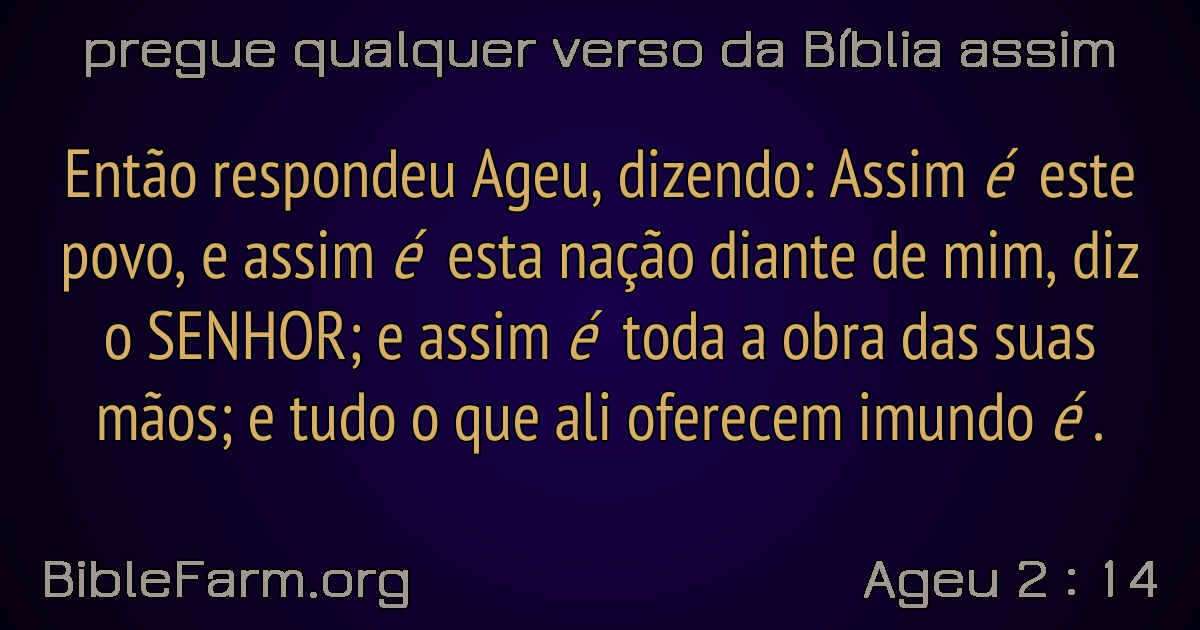 pregue qualquer verso da Bíblia assim
Então respondeu Ageu, dizendo: Assim é este
povo, e assim é esta nação diante de mim, diz
o SENHOR; e assim é toda a obra das suas
mãos; e tudo o que ali oferecem imundo é.
BibleFarm.org
Ageu 2 : 14